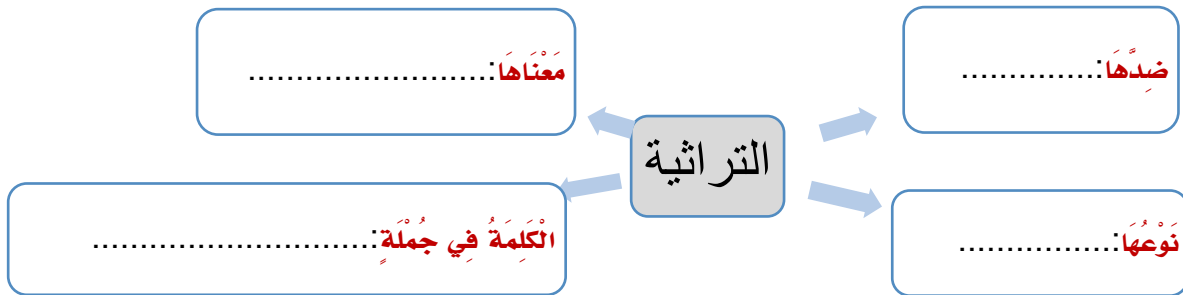 ضِدَّهَا:..............
مَعْنَاهَا:.........................
التراثية
نَوْعُهَا:................
الْكَلِمَةُ فِي جُمْلَةٍ:.............................